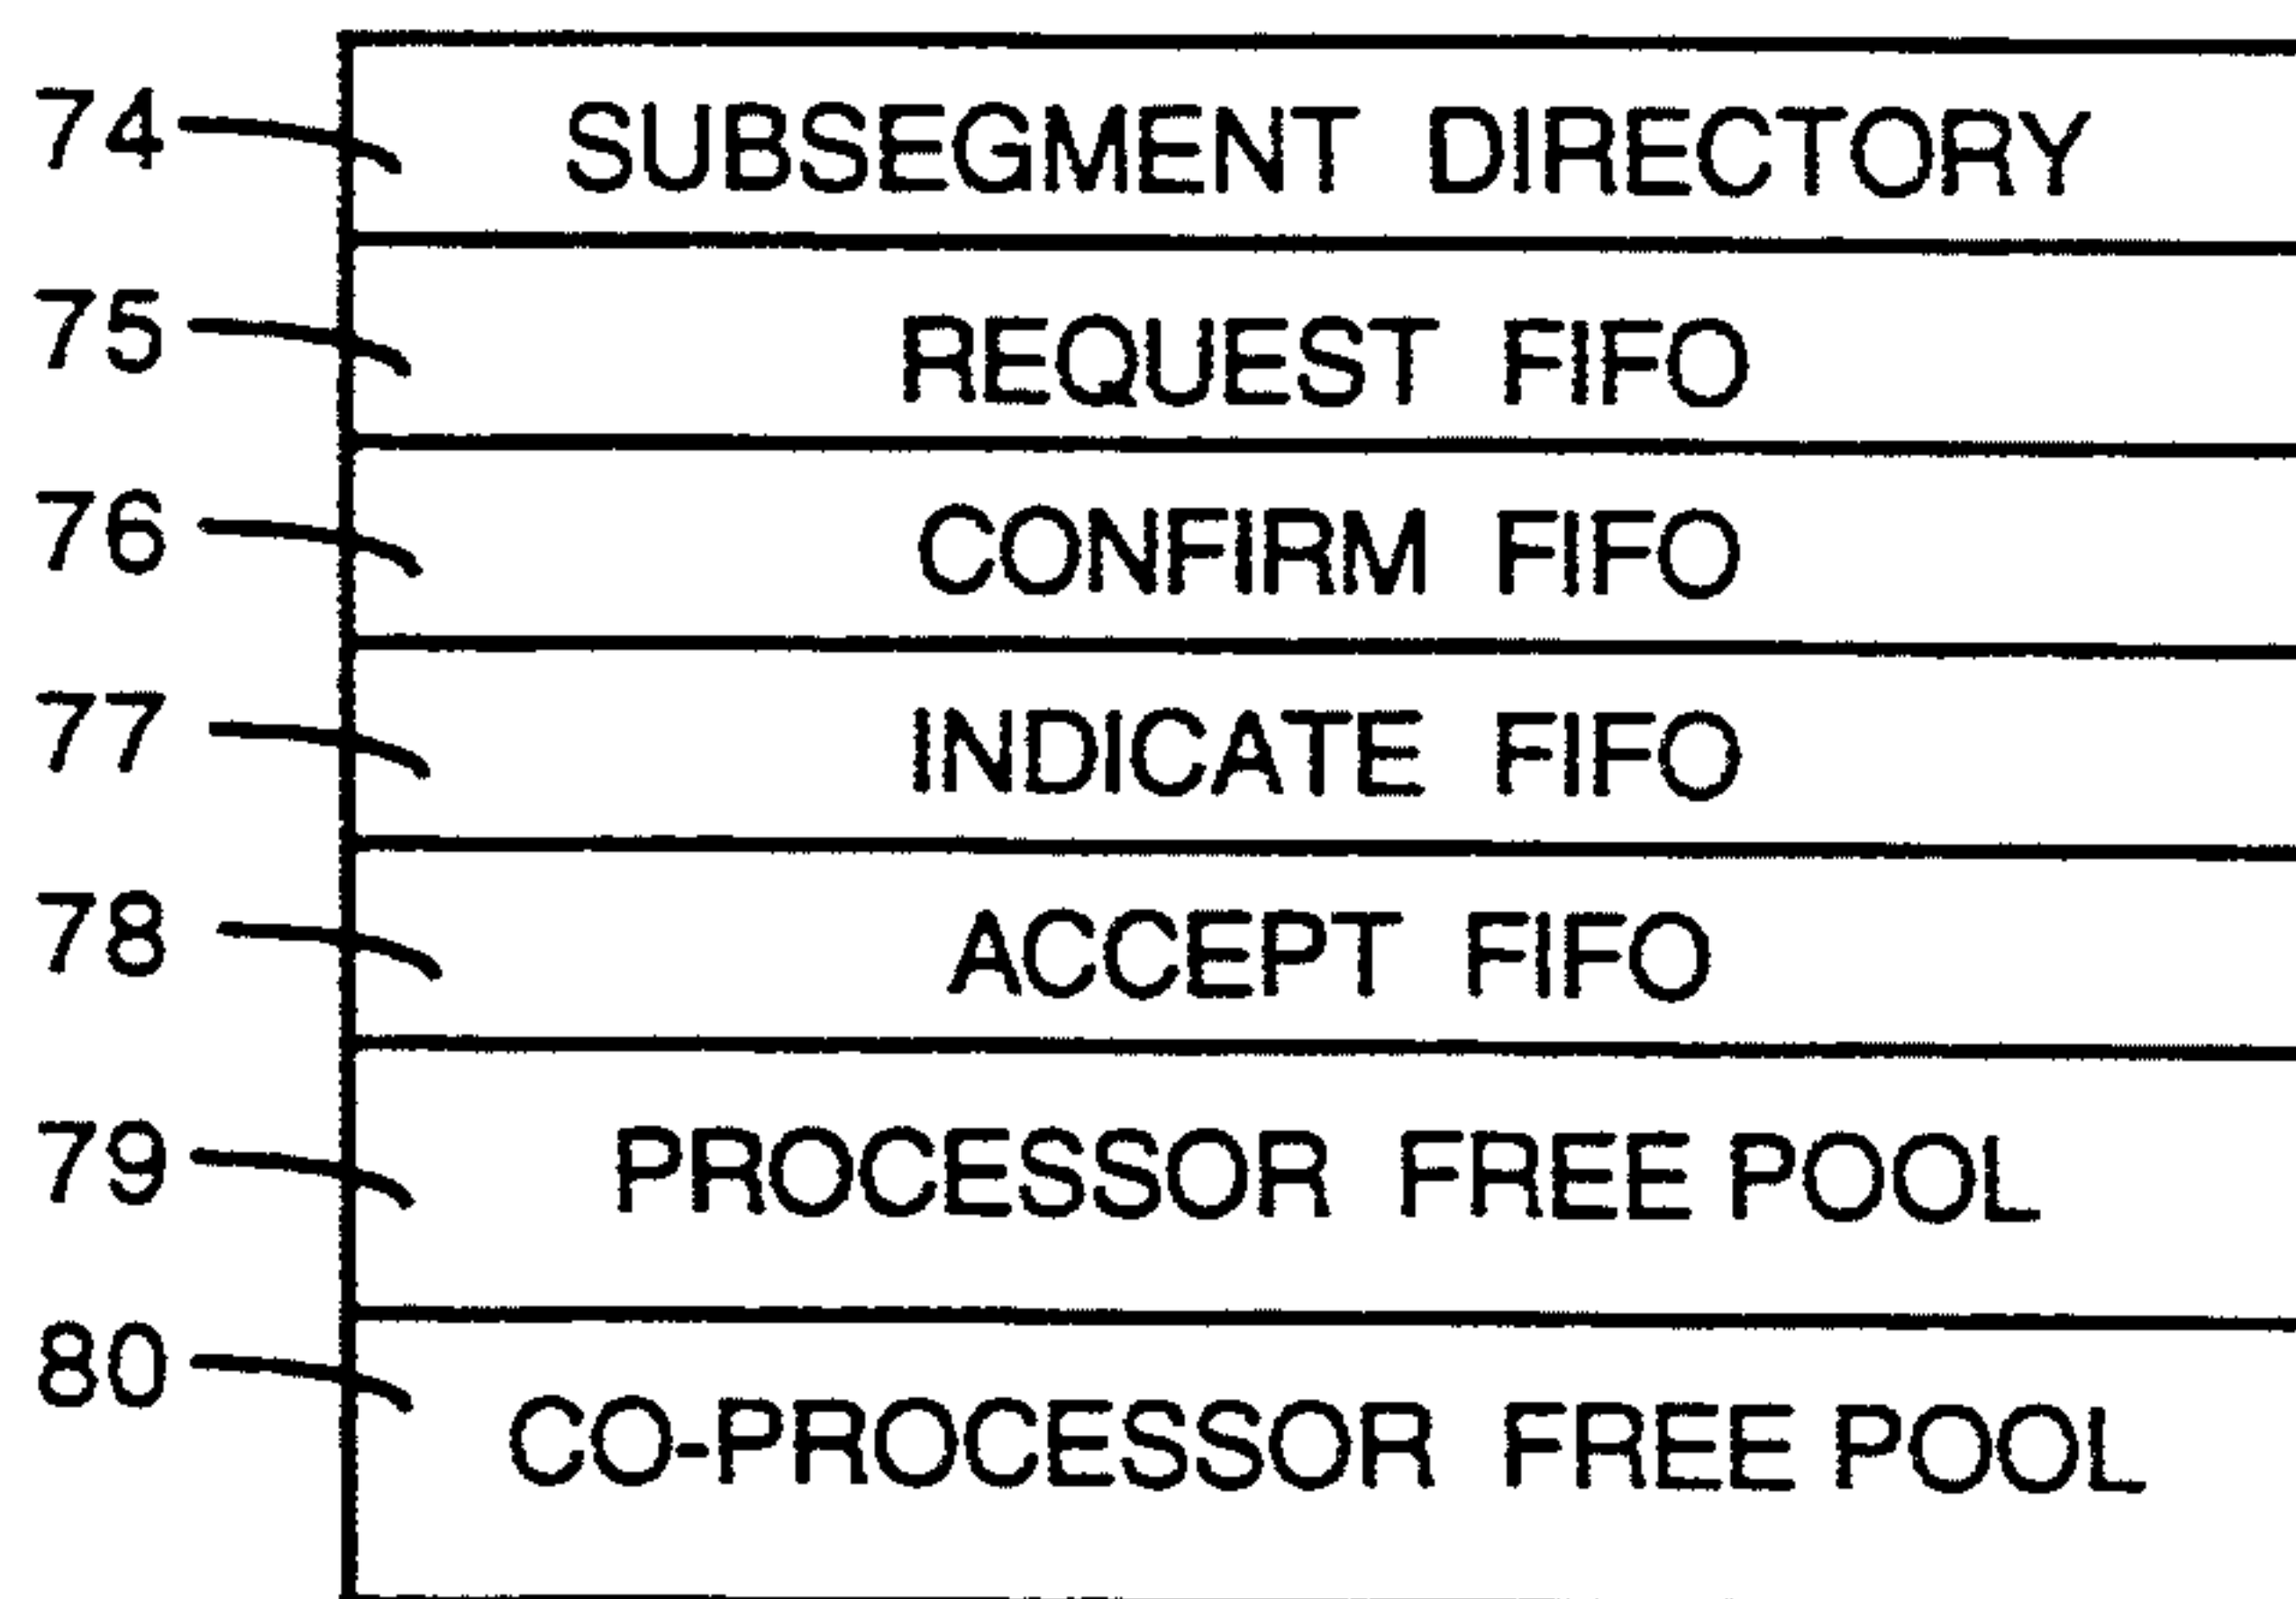 74 SUBSEGMENT DIRECTORY
75 REQUEST FIFO
76 CONFIRM FIFO
77 INDICATE FIFO
78 ACCEPT FIFO
79 PROCESSOR FREE POOL
80 CO-PROCESSOR FREE POOL